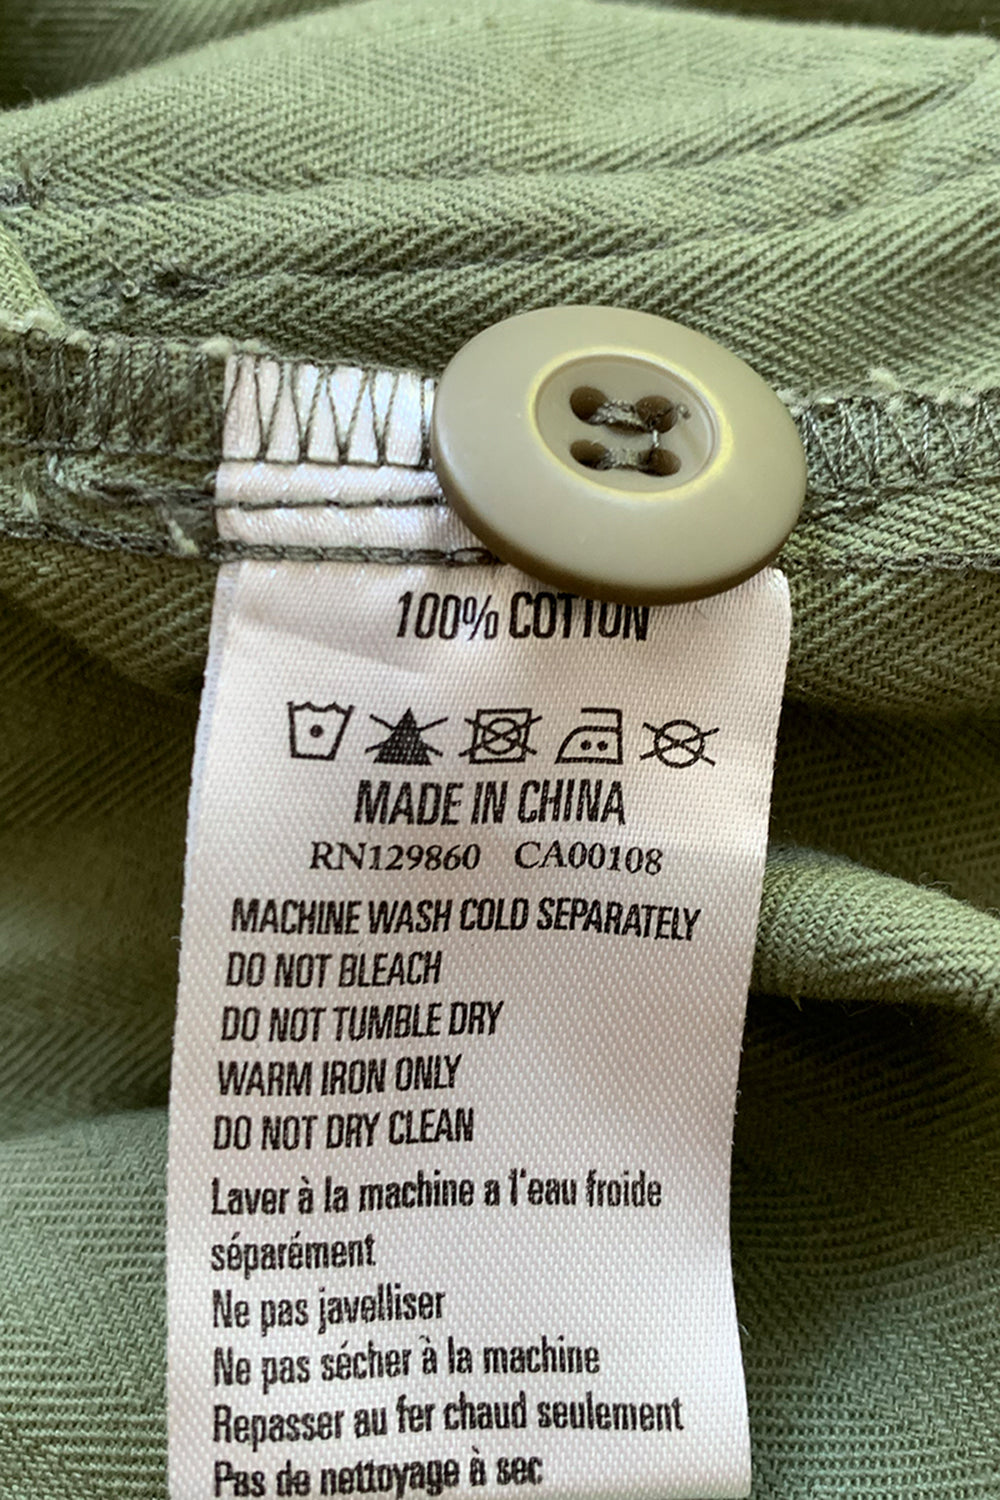 100% COTTON
MADE IN CHINA
RN129860 CA00108
MACHINE WASH COLD SEPARATELY
DO NOT BLEACH
DO NOT TUMBLE DRY
WARM IRON ONLY
DO NOT DRY CLEAN
Laver à la machine a l'eau froide
séparément
Ne pas javelliser
Ne pas sécher à la machine
Repasser au fer chaud seulement
Pas de nettoyage à sec